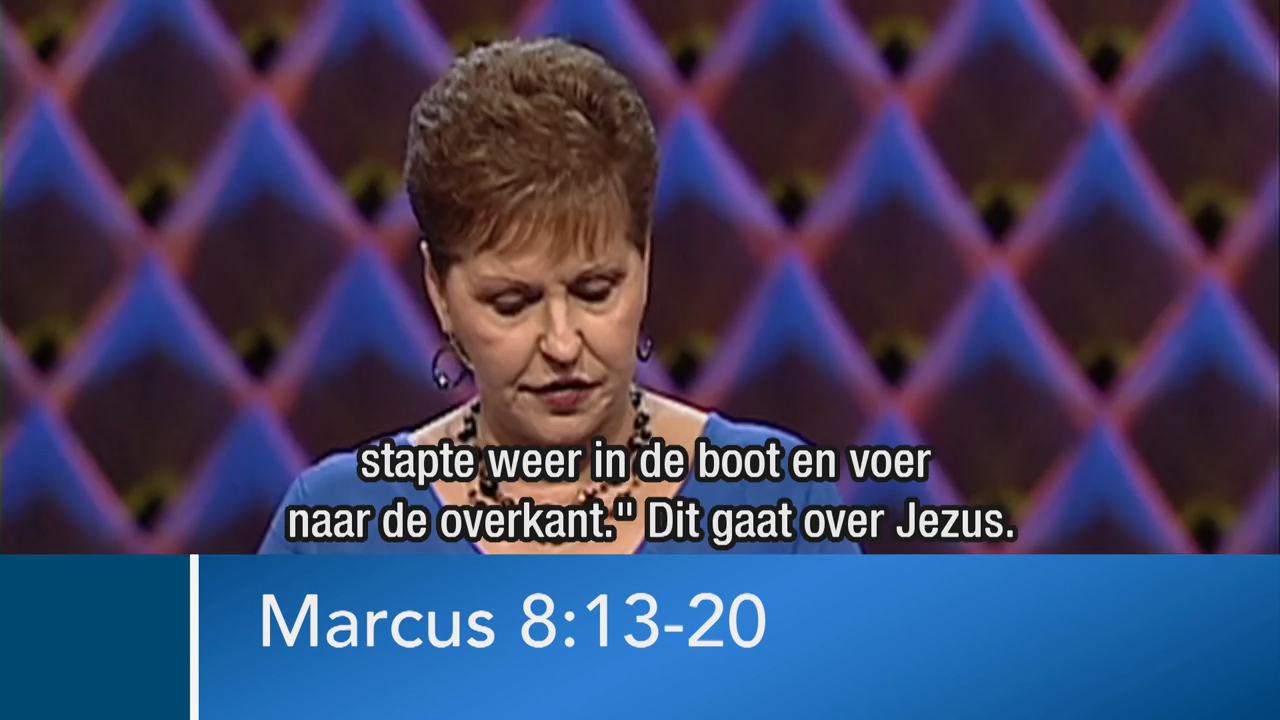 stapte weer in de boot en voer
naar de overkant." Dit gaat over Jezus.
Marcus 8:13-20